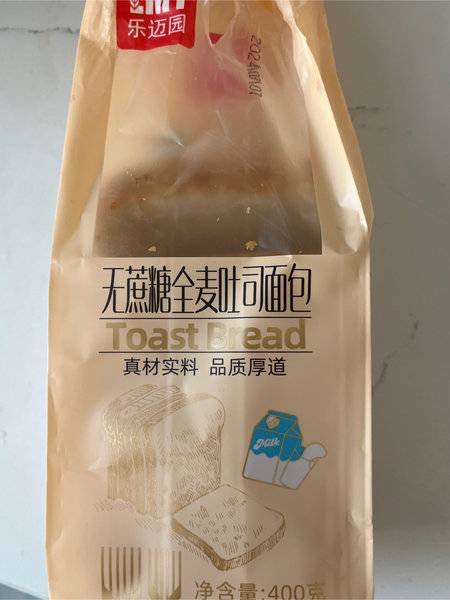 乐迈园
无蔗糖全麦吐司面包
Toast Bread
真材实料 品质厚道
Milk
净含量:400克